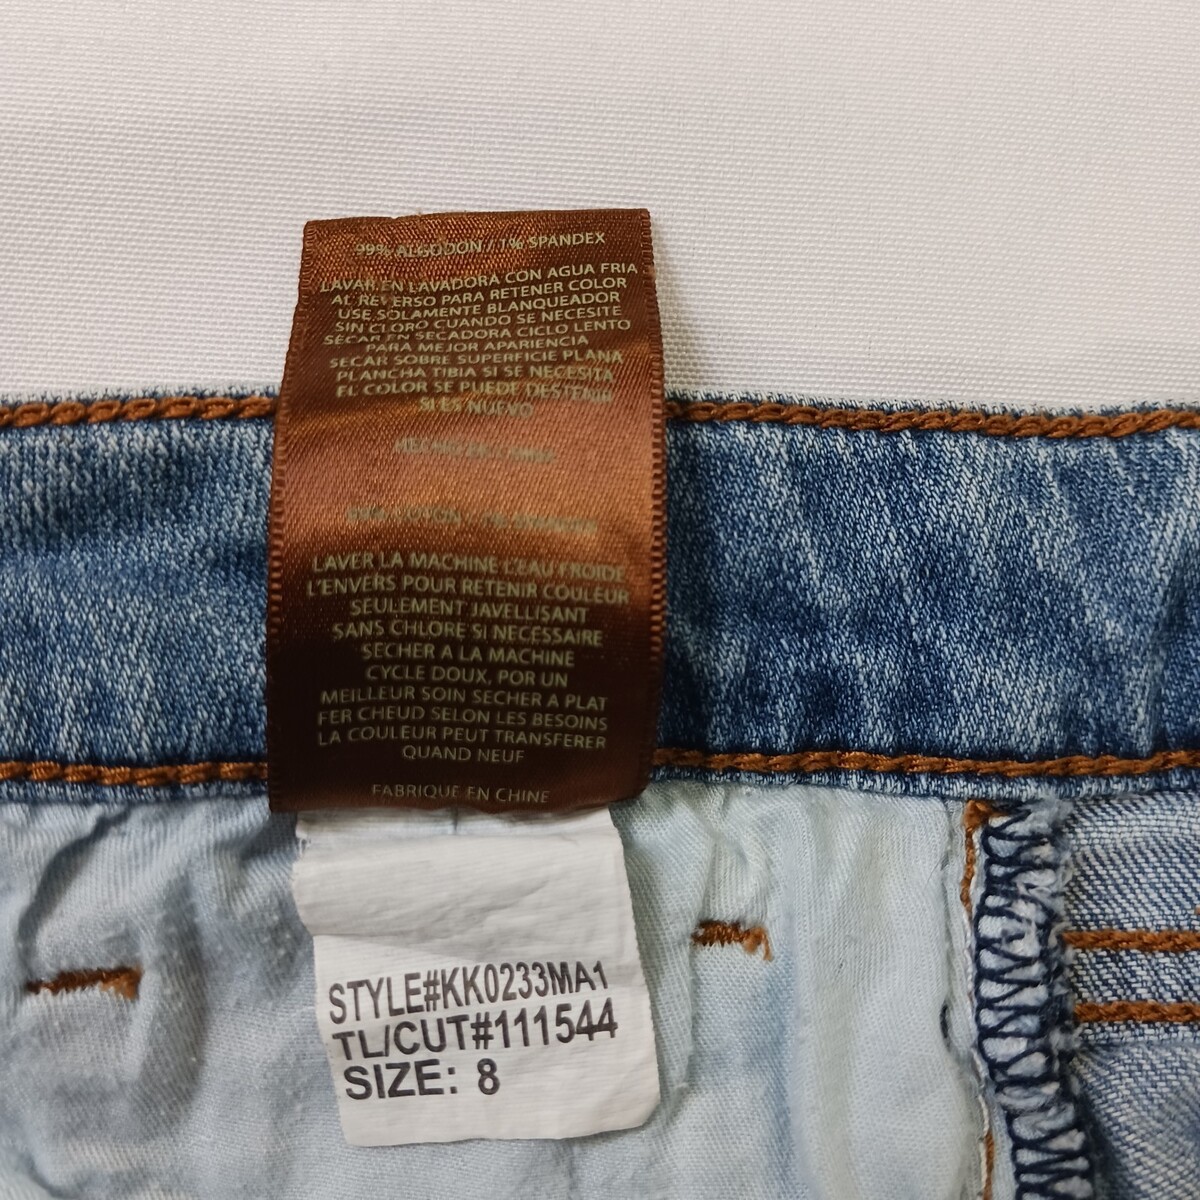 99% ALGODON / 1% SPANDEX
LAVAR EN LAVADORA CON AGUA FRIA
AL REVERSO PARA RETENER COLOR
USE SOLAMENTE BLANQUEADOR
SIN CLORO CUANDO SE NECESITE
SECAR EN SECADORA CICLO LENTO
PARA MEJOR APARIENCIA
SECAR SOBRE SUPERFICIE PLANA
PLANCHA TIBIA SI SE NECESITA
EL COLOR SE PUEDE DESTENIR
SI ES NUEVO
LAVER LA MACHINE L'EAU FROIDE
L'ENVERS POUR RETENIR COULEUR
SEULEMENT JAVELLISANT
SANS CHLORE SI NECESSAIRE
SECHER A LA MACHINE
CYCLE DOUX, POR UN
MEILLEUR SOIN SECHER A PLAT
FER CHEUD SELON LES BESOINS
LA COULEUR PEUT TRANSFERER
QUAND NEUF
FABRIQUE EN CHINE
STYLE#KK0233MA1
TL/CUT#111544
SIZE: 8